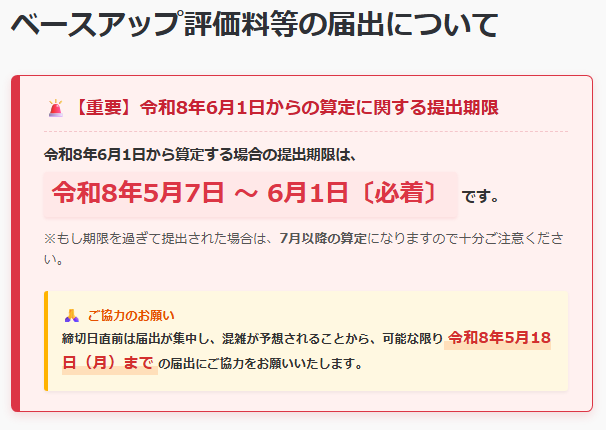 ベースアップ評価料等の届出について
【重要】令和8年6月1日からの算定に関する提出期限
令和8年6月1日から算定する場合の提出期限は、
令和8年5月7日 ～ 6月1日〔必着〕 です。
※もし期限を過ぎて提出された場合は、7月以降の算定になりますので十分ご注意くださ
い。
ご協力のお願い
締切日直前は届出が集中し、混雑が予想されることから、可能な限り 令和8年5月18
日（月）まで の届出にご協力をお願いいたします。